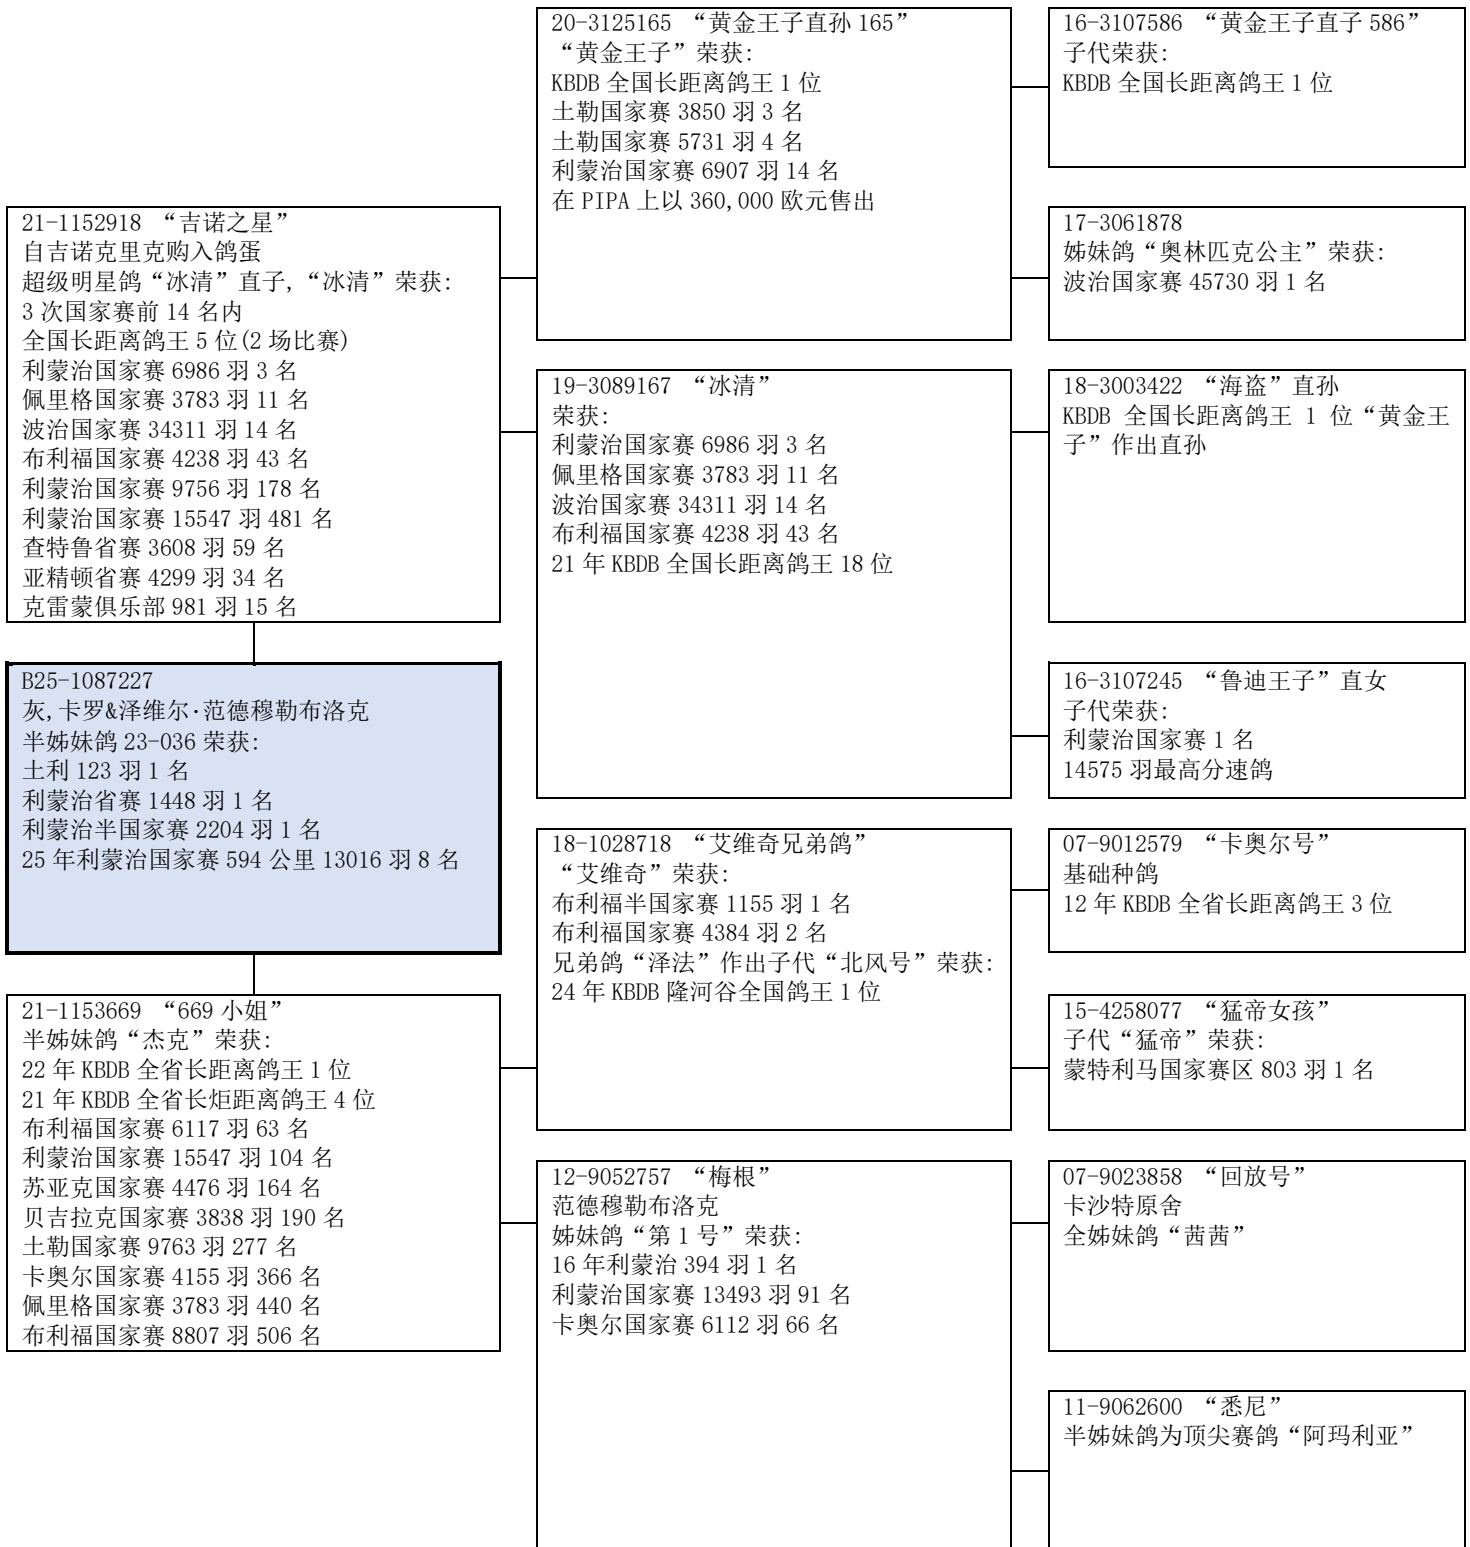 20-3125165 “黄金王子直孙 165”
“黄金王子”荣获:
KBDB 全国长距离鸽王 1 位
土勒国家赛 3850 羽 3 名
土勒国家赛 5731 羽 4 名
利蒙治国家赛 6907 羽 14 名
在 PIPA 上以 360,000 欧元售出
16-3107586 “黄金王子直子 586”
子代荣获:
KBDB 全国长距离鸽王 1 位
17-3061878
姊妹鸽“奥林匹克公主”荣获:
波治国家赛 45730 羽 1 名
21-1152918 “吉诺之星”
自吉诺克里克购入鸽蛋
超级明星鸽“冰清”直子,“冰清”荣获:
3 次国家赛前 14 名内
全国长距离鸽王 5 位(2 场比赛)
利蒙治国家赛 6986 羽 3 名
佩里格国家赛 3783 羽 11 名
波治国家赛 34311 羽 14 名
布利福国家赛 4238 羽 43 名
利蒙治国家赛 9756 羽 178 名
利蒙治国家赛 15547 羽 481 名
查特鲁省赛 3608 羽 59 名
亚精顿省赛 4299 羽 34 名
克雷蒙俱乐部 981 羽 15 名
19-3089167 “冰清”
荣获:
利蒙治国家赛 6986 羽 3 名
佩里格国家赛 3783 羽 11 名
波治国家赛 34311 羽 14 名
布利福国家赛 4238 羽 43 名
21 年 KBDB 全国长距离鸽王 18 位
18-3003422 “海盗”直孙
KBDB 全国长距离鸽王 1 位“黄金王
子”作出直孙
16-3107245 “鲁迪王子”直女
子代荣获:
利蒙治国家赛 1 名
14575 羽最高分速鸽
B25-1087227
灰,卡罗&泽维尔·范德穆勒布洛克
半姊妹鸽 23-036 荣获:
土利 123 羽 1 名
利蒙治省赛 1448 羽 1 名
利蒙治半国家赛 2204 羽 1 名
25 年利蒙治国家赛 594 公里 13016 羽 8 名
18-1028718 “艾维奇兄弟鸽”
“艾维奇”荣获:
布利福半国家赛 1155 羽 1 名
布利福国家赛 4384 羽 2 名
兄弟鸽“泽法”作出子代“北风号”荣获:
24 年 KBDB 隆河谷全国鸽王 1 位
07-9012579 “卡奥尔号”
基础种鸽
12 年 KBDB 全省长距离鸽王 3 位
15-4258077 “猛帝女孩”
子代“猛帝”荣获:
蒙特利马国家赛区 803 羽 1 名
21-1153669 “669 小姐”
半姊妹鸽“杰克”荣获:
22 年 KBDB 全省长距离鸽王 1 位
21 年 KBDB 全省长炬距离鸽王 4 位
布利福国家赛 6117 羽 63 名
利蒙治国家赛 15547 羽 104 名
苏亚克国家赛 4476 羽 164 名
贝吉拉克国家赛 3838 羽 190 名
土勒国家赛 9763 羽 277 名
卡奥尔国家赛 4155 羽 366 名
佩里格国家赛 3783 羽 440 名
布利福国家赛 8807 羽 506 名
12-9052757 “梅根”
范德穆勒布洛克
姊妹鸽“第 1 号”荣获:
16 年利蒙治 394 羽 1 名
利蒙治国家赛 13493 羽 91 名
卡奥尔国家赛 6112 羽 66 名
07-9023858 “回放号”
卡沙特原舍
全姊妹鸽“茜茜”
11-9062600 “悉尼”
半姊妹鸽为顶尖赛鸽“阿玛利亚”